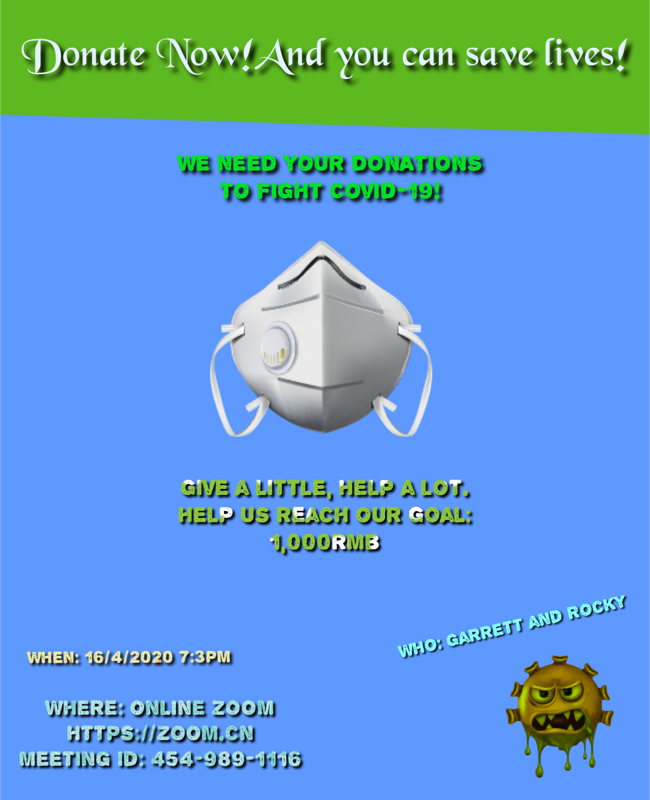 Donate Now!And you can save lives!
WE NEED YOUR DONATIONS
TO FIGHT COVID-19!
GIVE A LITTLE, HELP A LOT.
HELP US REACH OUR GOAL:
1,000RMB
WHO: GARRETT AND ROCKY
WHEN: 16/4/2020 7:3PM
WHERE: ONLINE ZOOM
HTTPS://ZOOM.CN
MEETING ID: 454-989-1116